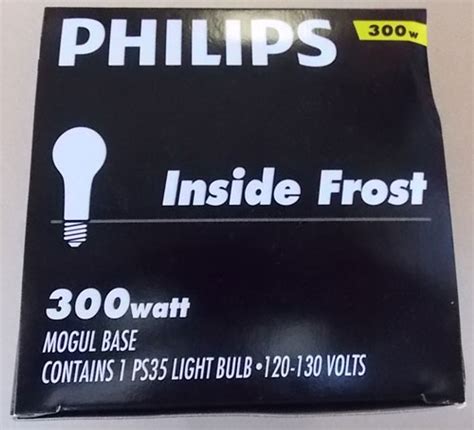 PHILIPS 300w
Inside Frost
300watt
MOGUL BASE
CONTAINS 1 PS35 LIGHT BULB • 120-130 VOLTS